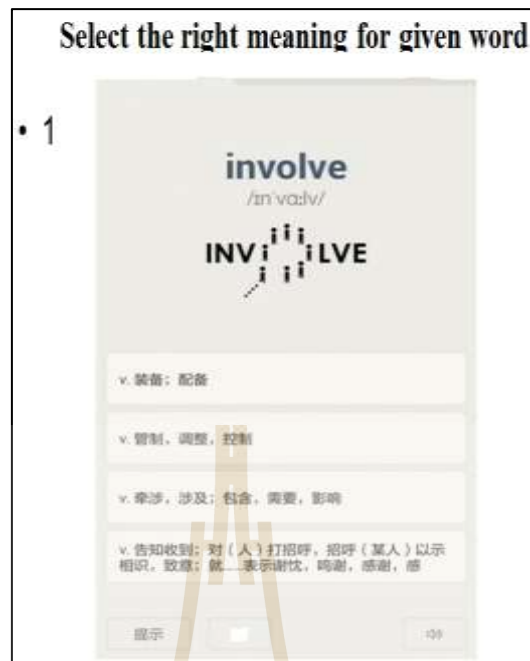 Select the right meaning for given word
• 1
involve
/ɪnˈvɑːlv/
INV iiiiiiii LVE
v. 装备；配备
v. 管制，调整，控制
v. 牵涉，涉及；包含，需要，影响
v. 告知收到；对（人）打招呼，招呼（某人）以示
相识，致意；就……表示谢忱，鸣谢，感谢，感
提示